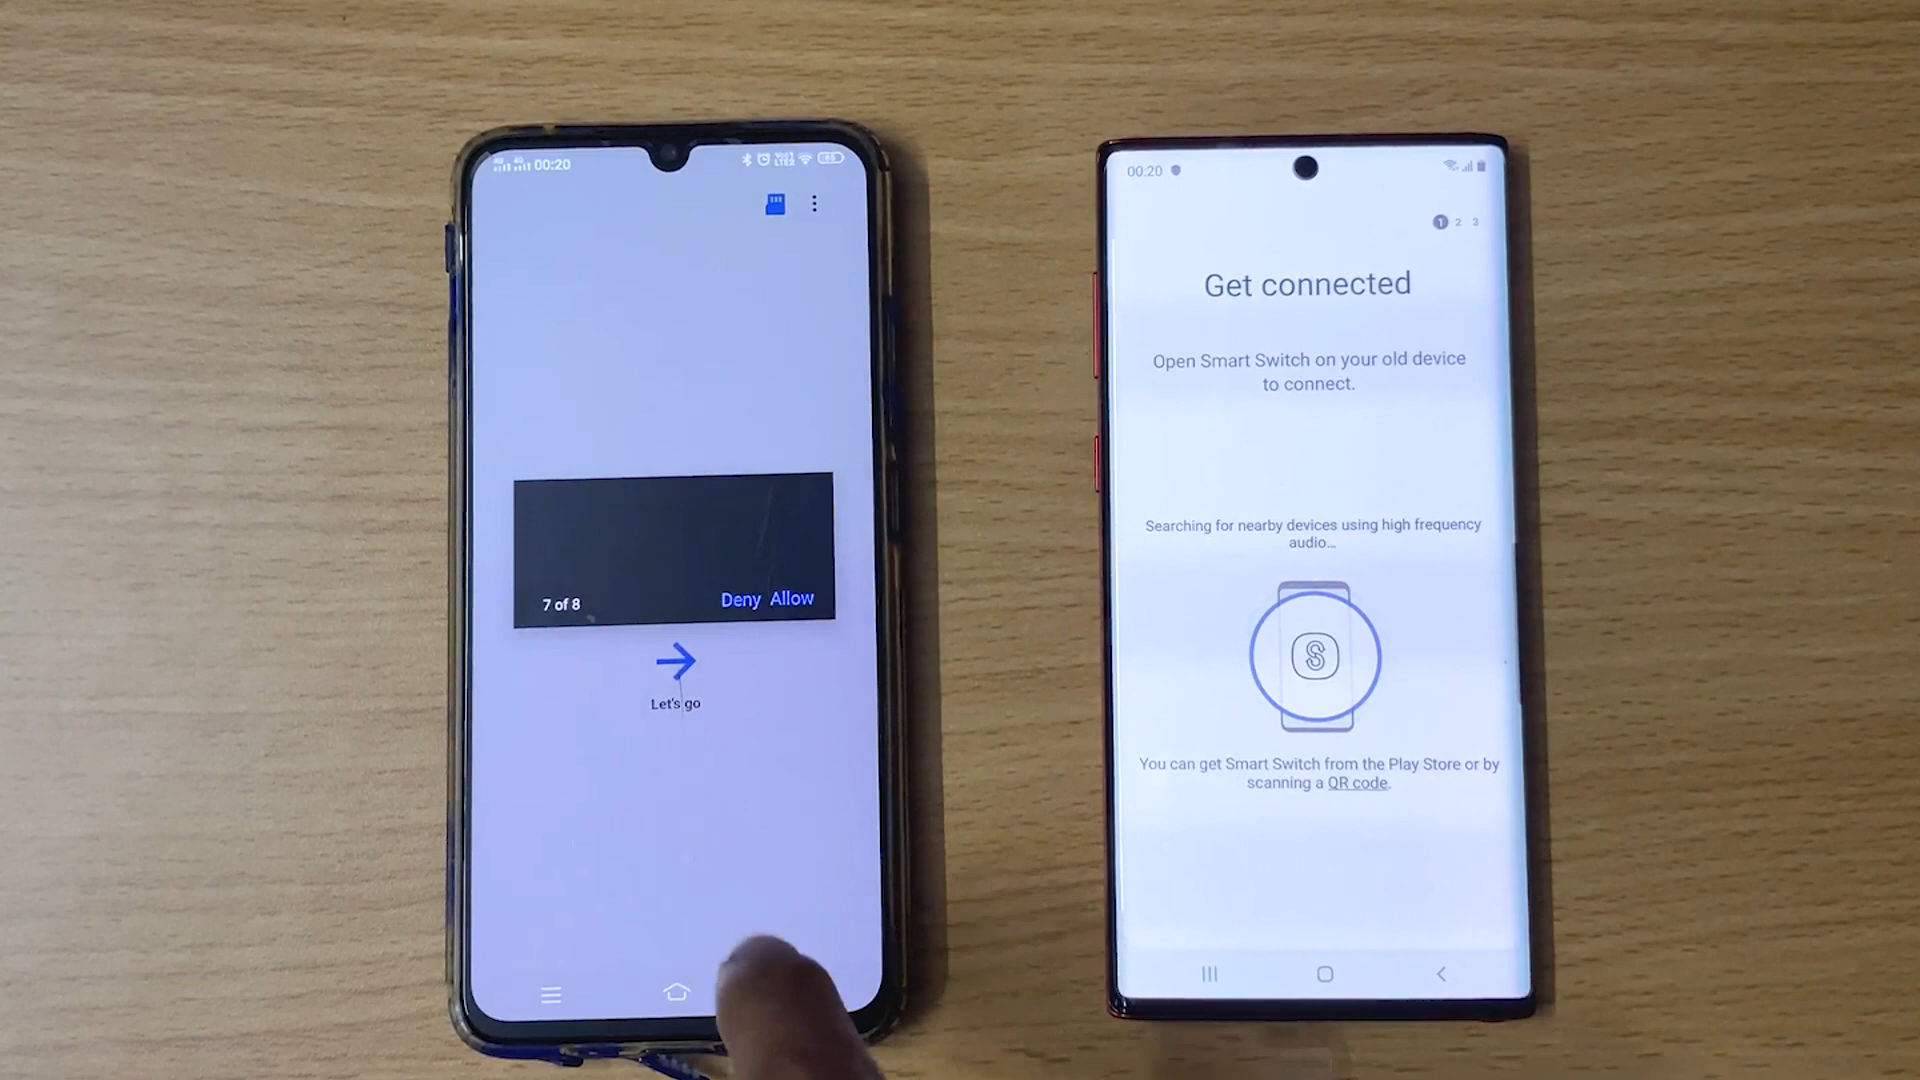 00:20
7 of 8
Deny Allow
Let's go
00:20
1 2 3
Get connected
Open Smart Switch on your old device
to connect.
Searching for nearby devices using high frequency
audio...
S
You can get Smart Switch from the Play Store or by
scanning a QR code.